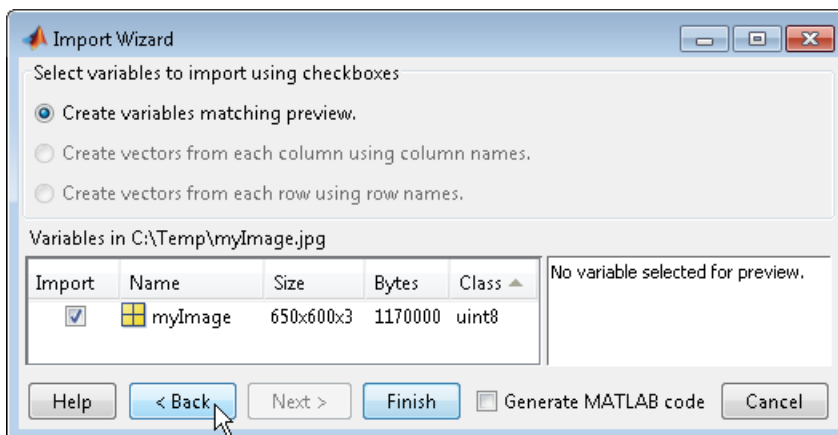 Import Wizard
Select variables to import using checkboxes
Create variables matching preview.
Create vectors from each column using column names.
Create vectors from each row using row names.
Variables in C:\Temp\myImage.jpg
Import Name Size Bytes Class
No variable selected for preview.
myImage 650x600x3 1170000 uint8
Help < Back Next > Finish Generate MATLAB code Cancel